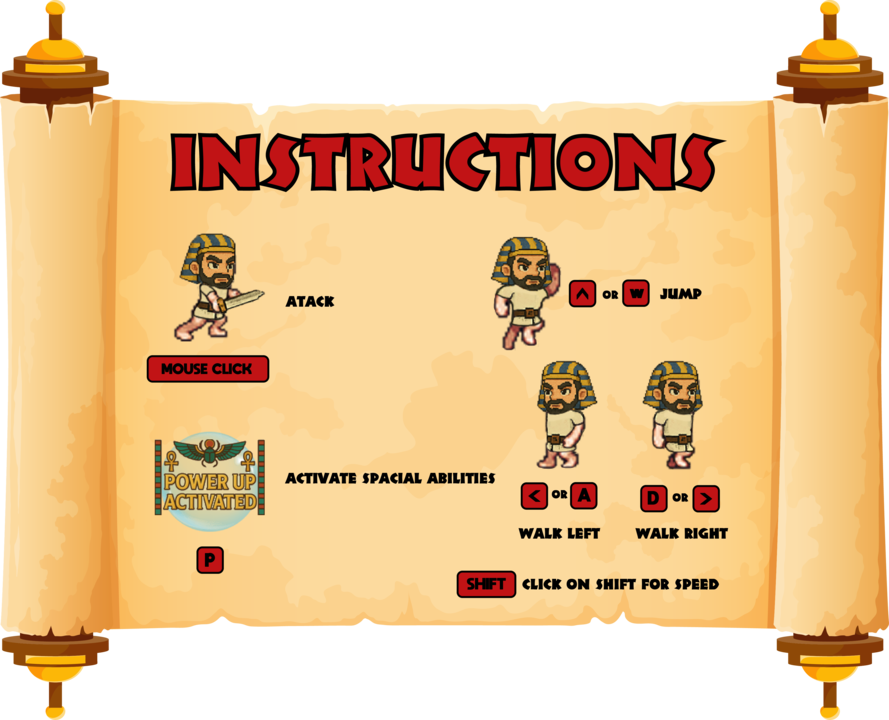 INSTRUCTIONS
ATACK
MOUSE CLICK
^ OR W JUMP
POWER UP
ACTIVATED
ACTIVATE SPACIAL ABILITIES
P
< OR A
WALK LEFT
D OR >
WALK RIGHT
SHIFT CLICK ON SHIFT FOR SPEED